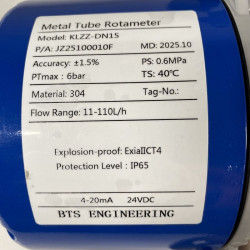 Metal Tube Rotameter
Model: KLZZ-DN15
P/A: JZ25100010F MD: 2025.10
Accuracy: ±1.5% PS: 0.6MPa
PTmax : 6bar TS: 40℃
Material: 304 Tag-No.:
Flow Range: 11-110L/h
Explosion-proof: ExiaIICT4
Protection Level : IP65
4-20mA 24VDC
BTS ENGINEERING